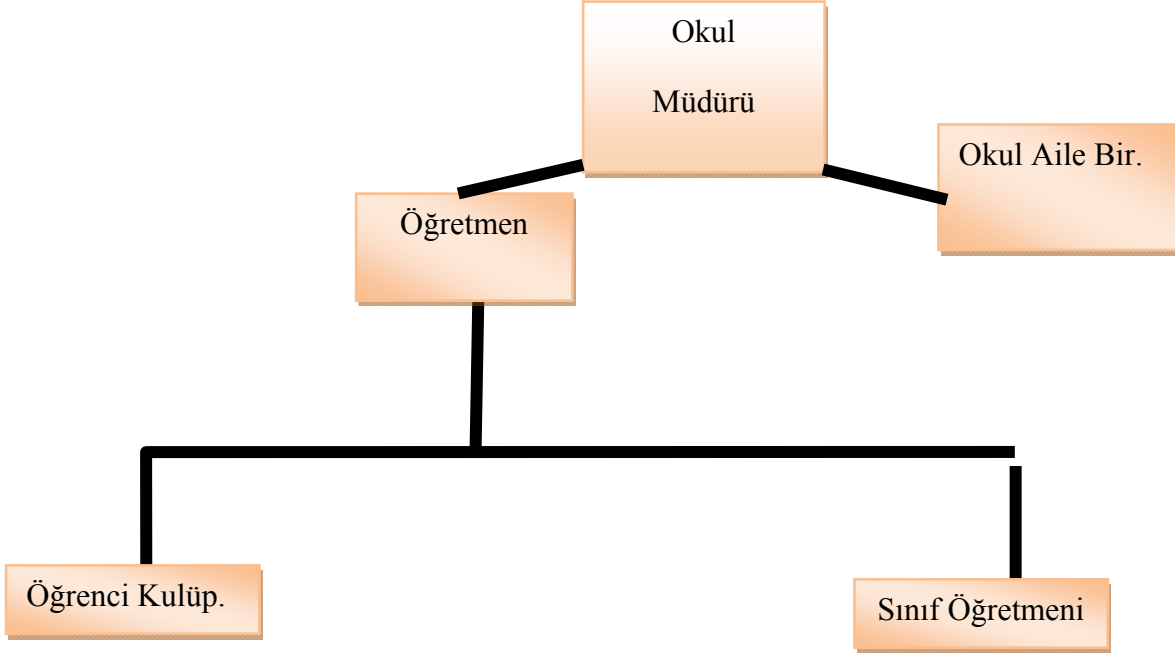 Okul
Müdürü
Okul Aile Bir.
Öğretmen
Öğrenci Kulüp.
Sınıf Öğretmeni